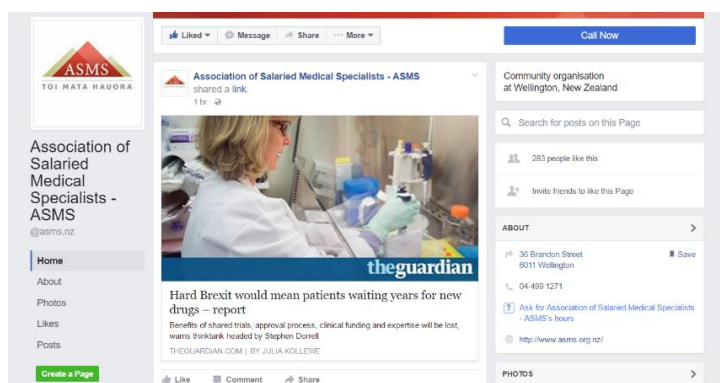 ASMS
TOI MATA HAUORA
Association of
Salaried
Medical
Specialists -
ASMS
@asms.nz
Home
About
Photos
Likes
Posts
Create a Page
Liked
Message
Share
More
Association of Salaried Medical Specialists - ASMS
shared a link.
1 hr
theguardian
Hard Brexit would mean patients waiting years for new
drugs – report
Benefits of shared trials, approval process, clinical funding and expertise will be lost,
warns thinktank headed by Stephen Dorrell
THEGUARDIAN.COM | BY JULIA KOLLEWE
Like Comment Share
Call Now
Community organisation
at Wellington, New Zealand
Search for posts on this Page
283 people like this
Invite friends to like this Page
ABOUT
36 Brandon Street
6011 Wellington
Save
04-499 1271
Ask for Association of Salaried Medical Specialists
- ASMS's hours
http://www.asms.org.nz/
PHOTOS